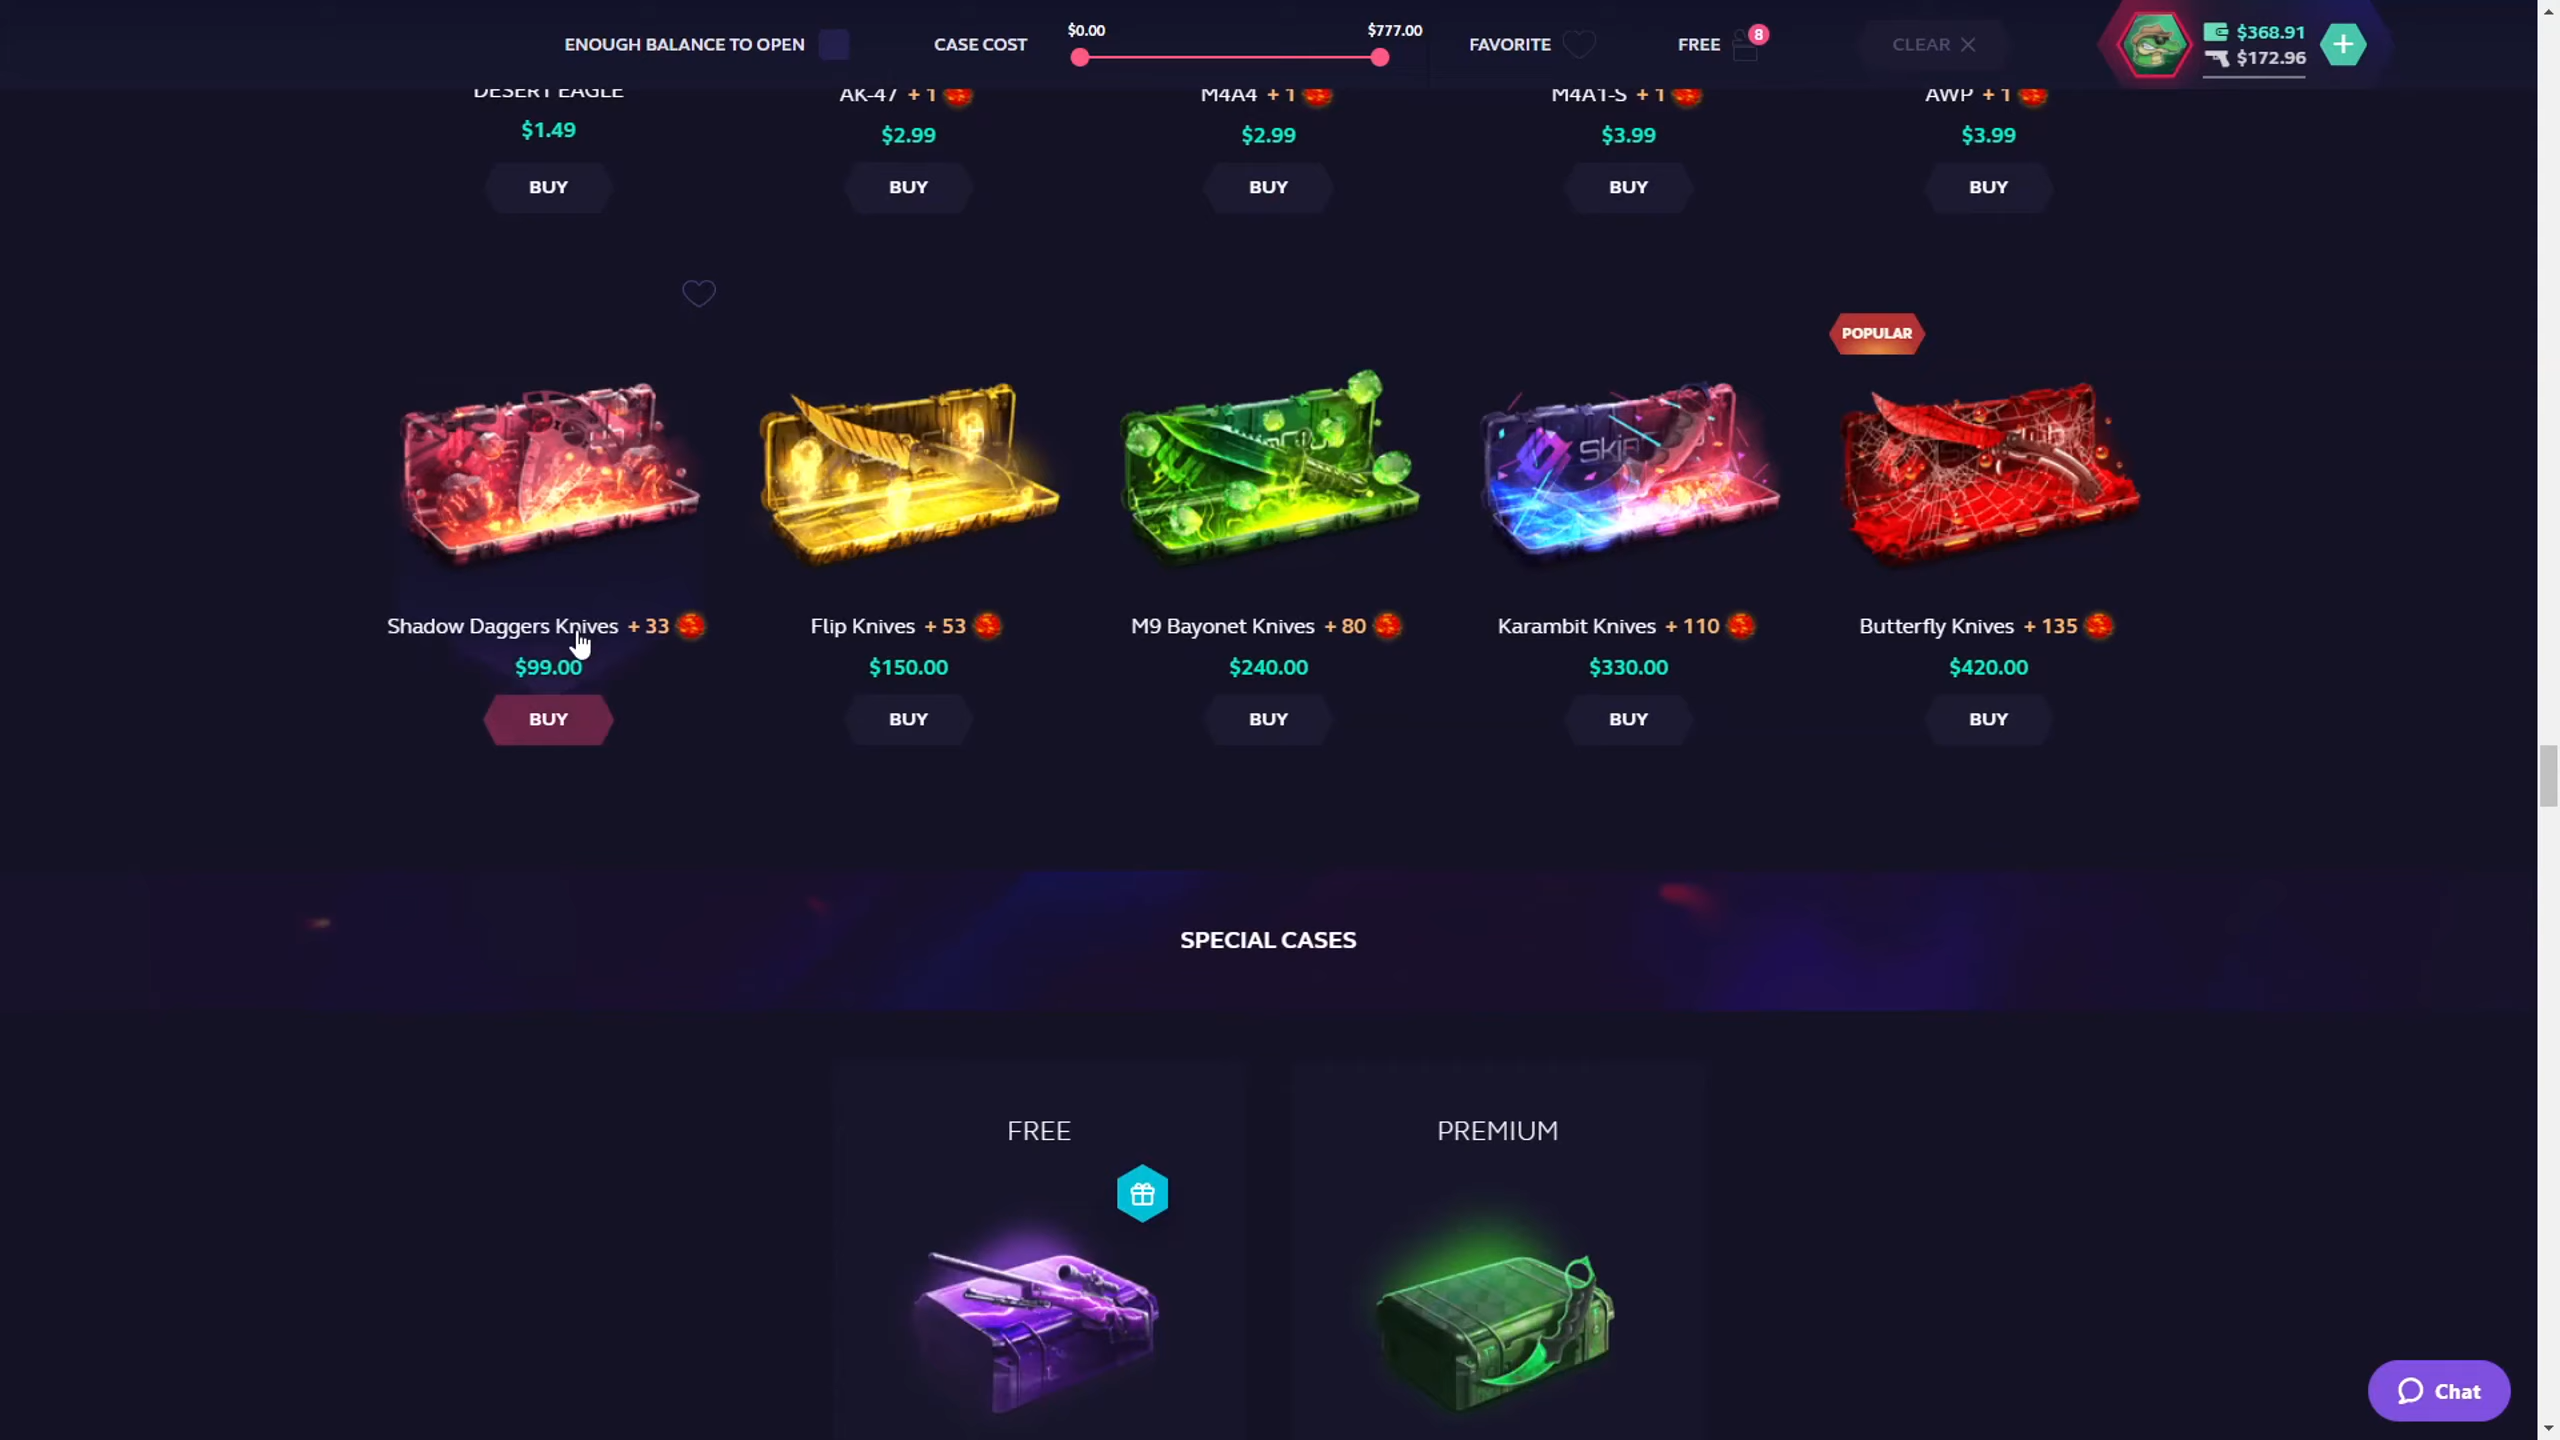 ENOUGH BALANCE TO OPEN
CASE COST
$0.00
$777.00
FAVORITE
FREE
8
CLEAR
$368.91
$172.96
DESERT EAGLE
$1.49
BUY
AK-47 + 1
$2.99
BUY
M4A4 + 1
$2.99
BUY
M4A1-S + 1
$3.99
BUY
AWP + 1
$3.99
BUY
Shadow Daggers Knives + 33
$99.00
BUY
Flip Knives + 53
$150.00
BUY
M9 Bayonet Knives + 80
$240.00
BUY
Karambit Knives + 110
$330.00
BUY
POPULAR
Butterfly Knives + 135
$420.00
BUY
SPECIAL CASES
FREE
PREMIUM
Chat